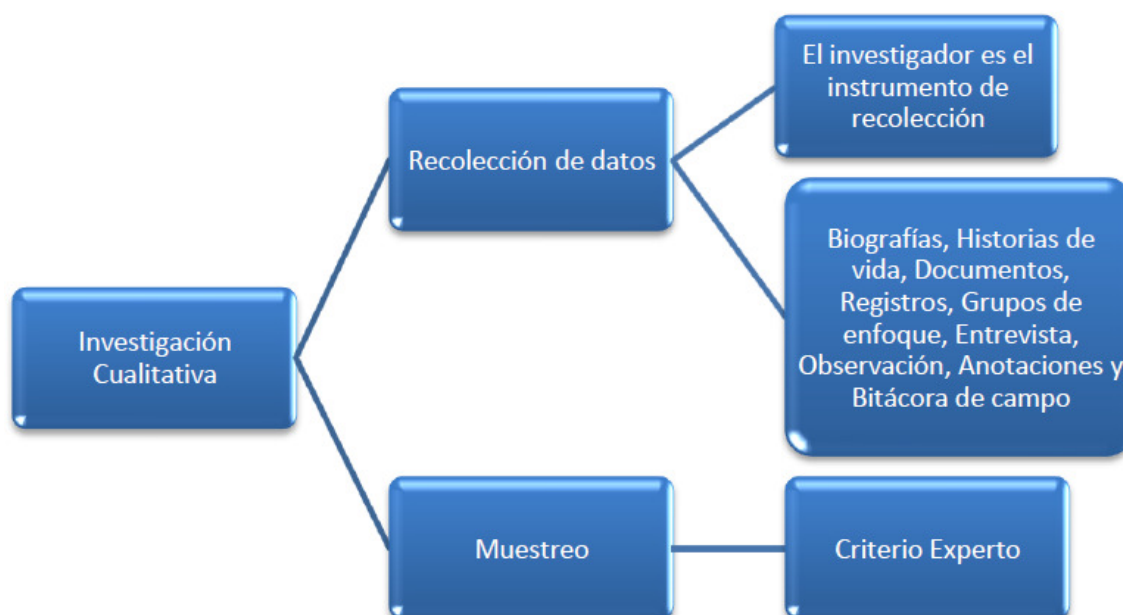 Investigación
Cualitativa
Recolección de datos
El investigador es el
instrumento de
recolección
Biografías, Historias de
vida, Documentos,
Registros, Grupos de
enfoque, Entrevista,
Observación, Anotaciones y
Bitácora de campo
Muestreo
Criterio Experto